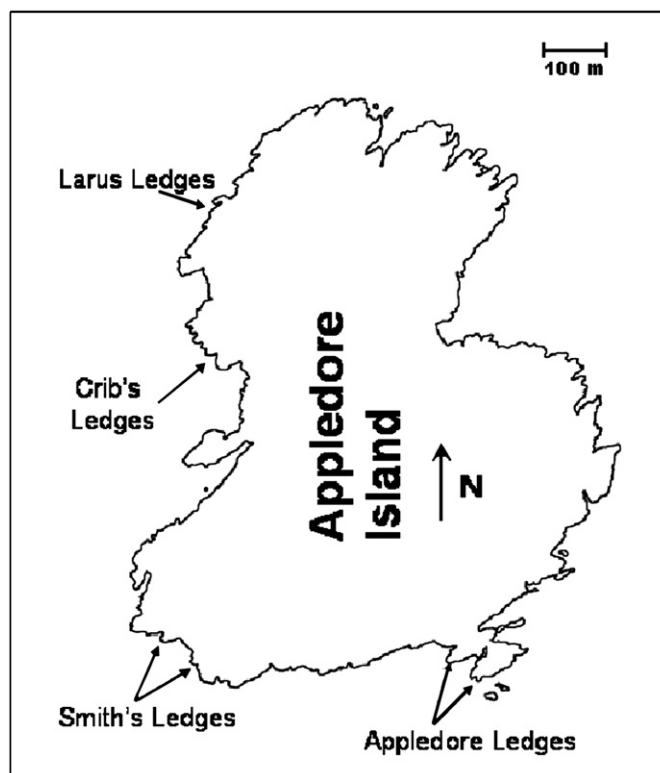 100 m
Larus Ledges
Crib's
Ledges
Appledore
Island
N
Smith's Ledges
Appledore Ledges